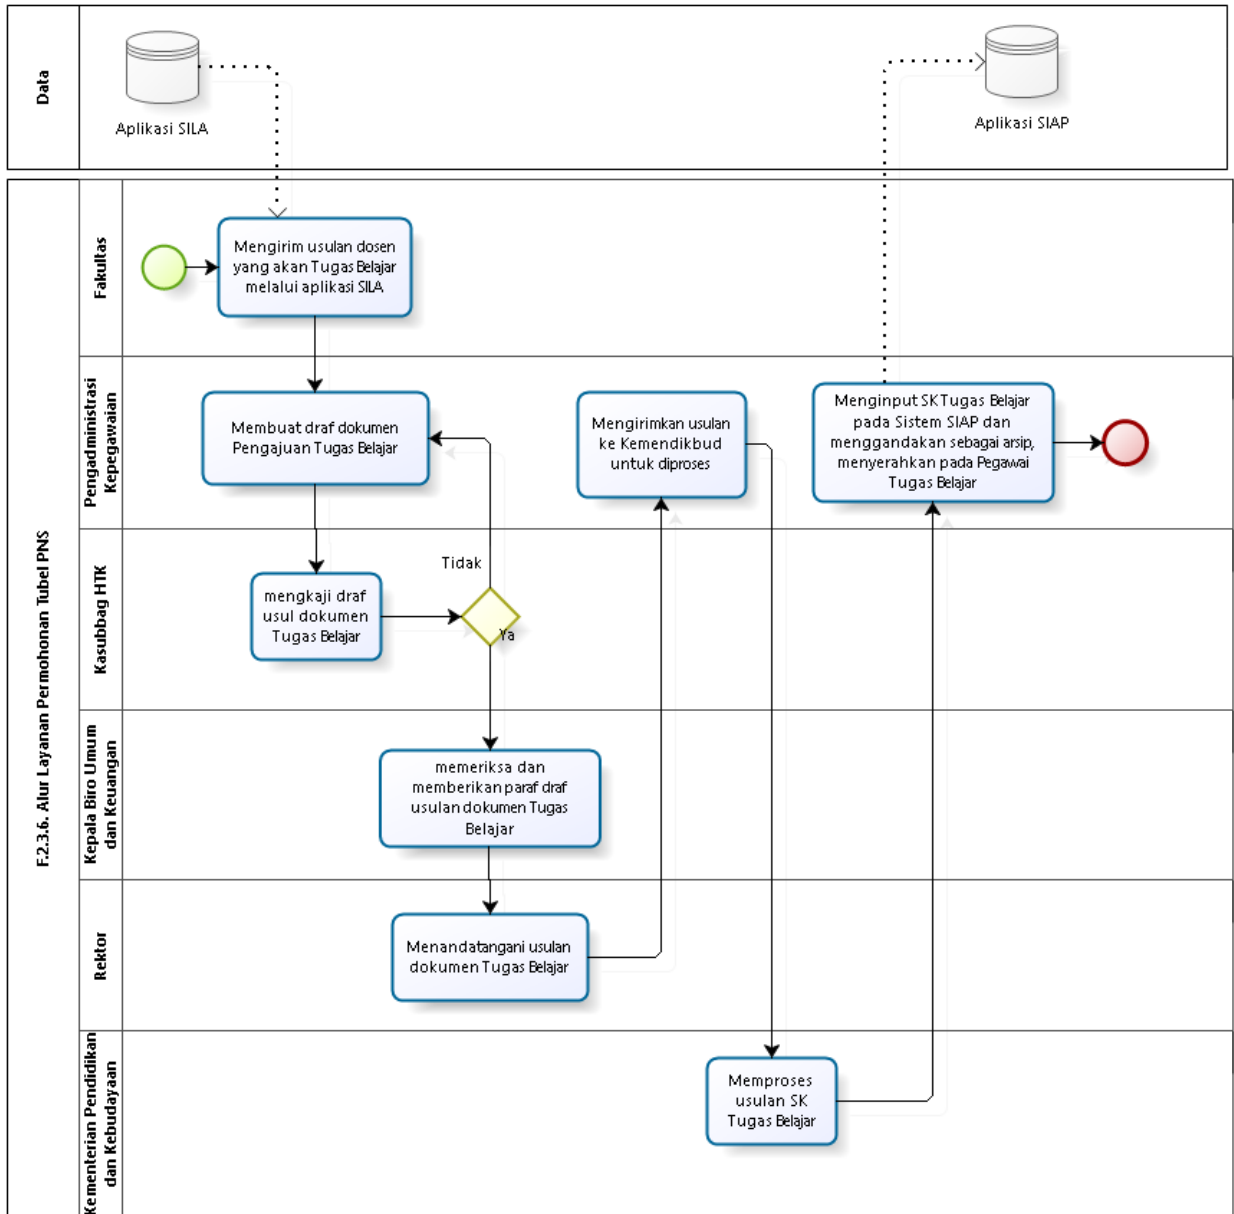 Data
Aplikasi SILA
Aplikasi SIAP
F.2.3.6. Alur Layanan Permohonan Tubel PNS
Fakultas
Mengirim usulan dosen
yang akan Tugas Belajar
melalui aplikasi SILA
Pengadministrasi
Kepegawaian
Membuat draf dokumen
Pengajuan Tugas Belajar
Mengirimkan usulan
ke Kemendikbud
untuk diproses
Menginput SK Tugas Belajar
pada Sistem SIAP dan
menggandakan sebagai arsip,
menyerahkan pada Pegawai
Tugas Belajar
Kasubbag HTK
mengkaji draf
usul dokumen
Tugas Belajar
Tidak
Ya
Kepala Biro Umum
dan Keuangan
memeriksa dan
memberikan paraf draf
usulan dokumen Tugas
Belajar
Rektor
Menandatangani usulan
dokumen Tugas Belajar
Kementerian Pendidikan
dan Kebudayaan
Memproses
usulan SK
Tugas Belajar